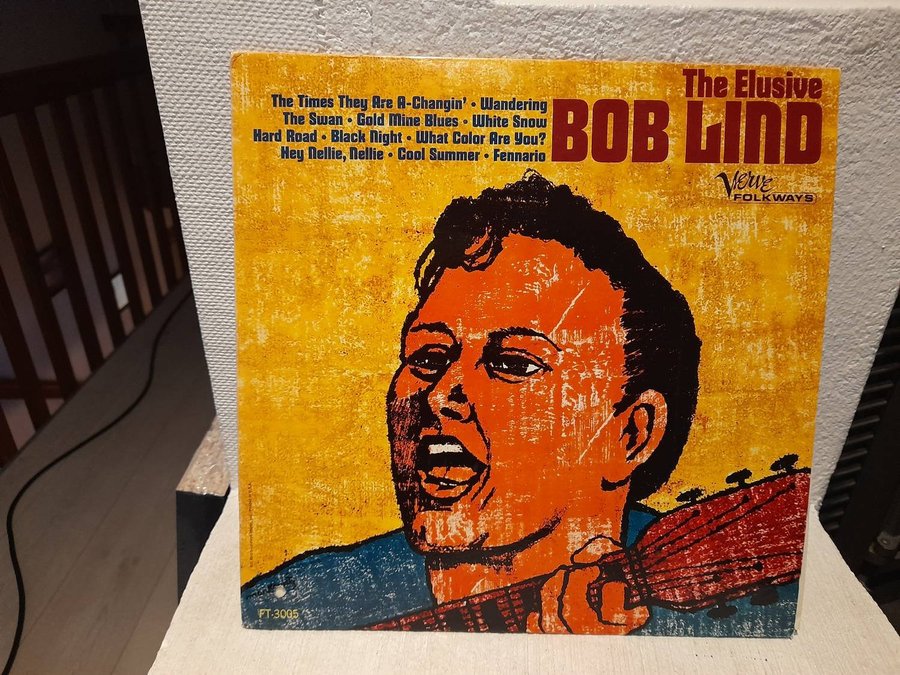 The Elusive
BOB LIND
The Times They Are A-Changin' • Wandering
The Swan • Gold Mine Blues • White Snow
Hard Road • Black Night • What Color Are You?
Hey Nellie, Nellie • Cool Summer • Fennario
Verve
FOLKWAYS
FT-3005